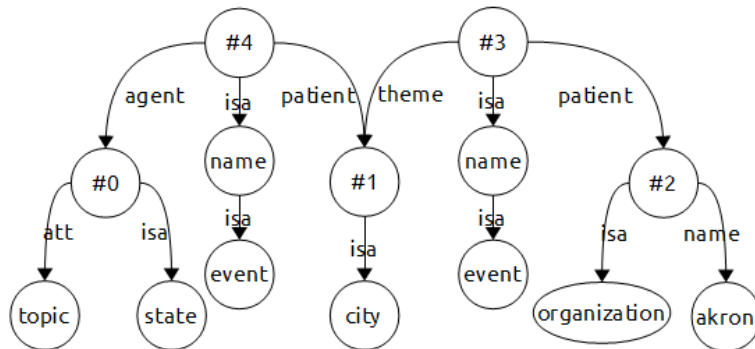 #4 #3
agent isa patient theme isa patient
name name
#0 #1 #2
att isa isa isa isa isa name
event event
topic state city organization akron